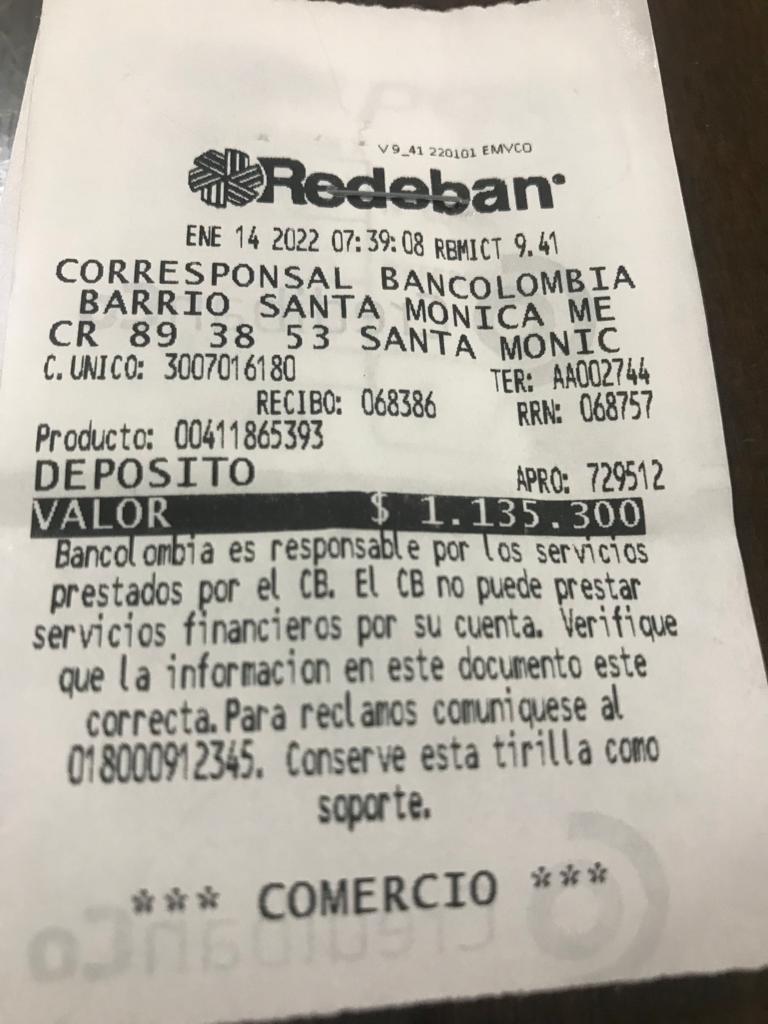 V 9_41 220101 EMVCO
Redeban
ENE 14 2022 07:39:08 RBMICT 9.41
CORRESPONSAL BANCOLOMBIA
BARRIO SANTA MONICA ME
CR 89 38 53 SANTA MONIC
C.UNICO: 3007016180 TER: AA002744
RECIBO: 068386 RRN: 068757
Producto: 00411865393
DEPOSITO APRO: 729512
VALOR $ 1.135.300
Bancolombia es responsable por los servicios
prestados por el CB. El CB no puede prestar
servicios financieros por su cuenta. Verifique
que la informacion en este documento este
correcta.Para reclamos comuniquese al
018000912345. Conserve esta tirilla como
soporte.
*** COMERCIO ***
CredibanCo